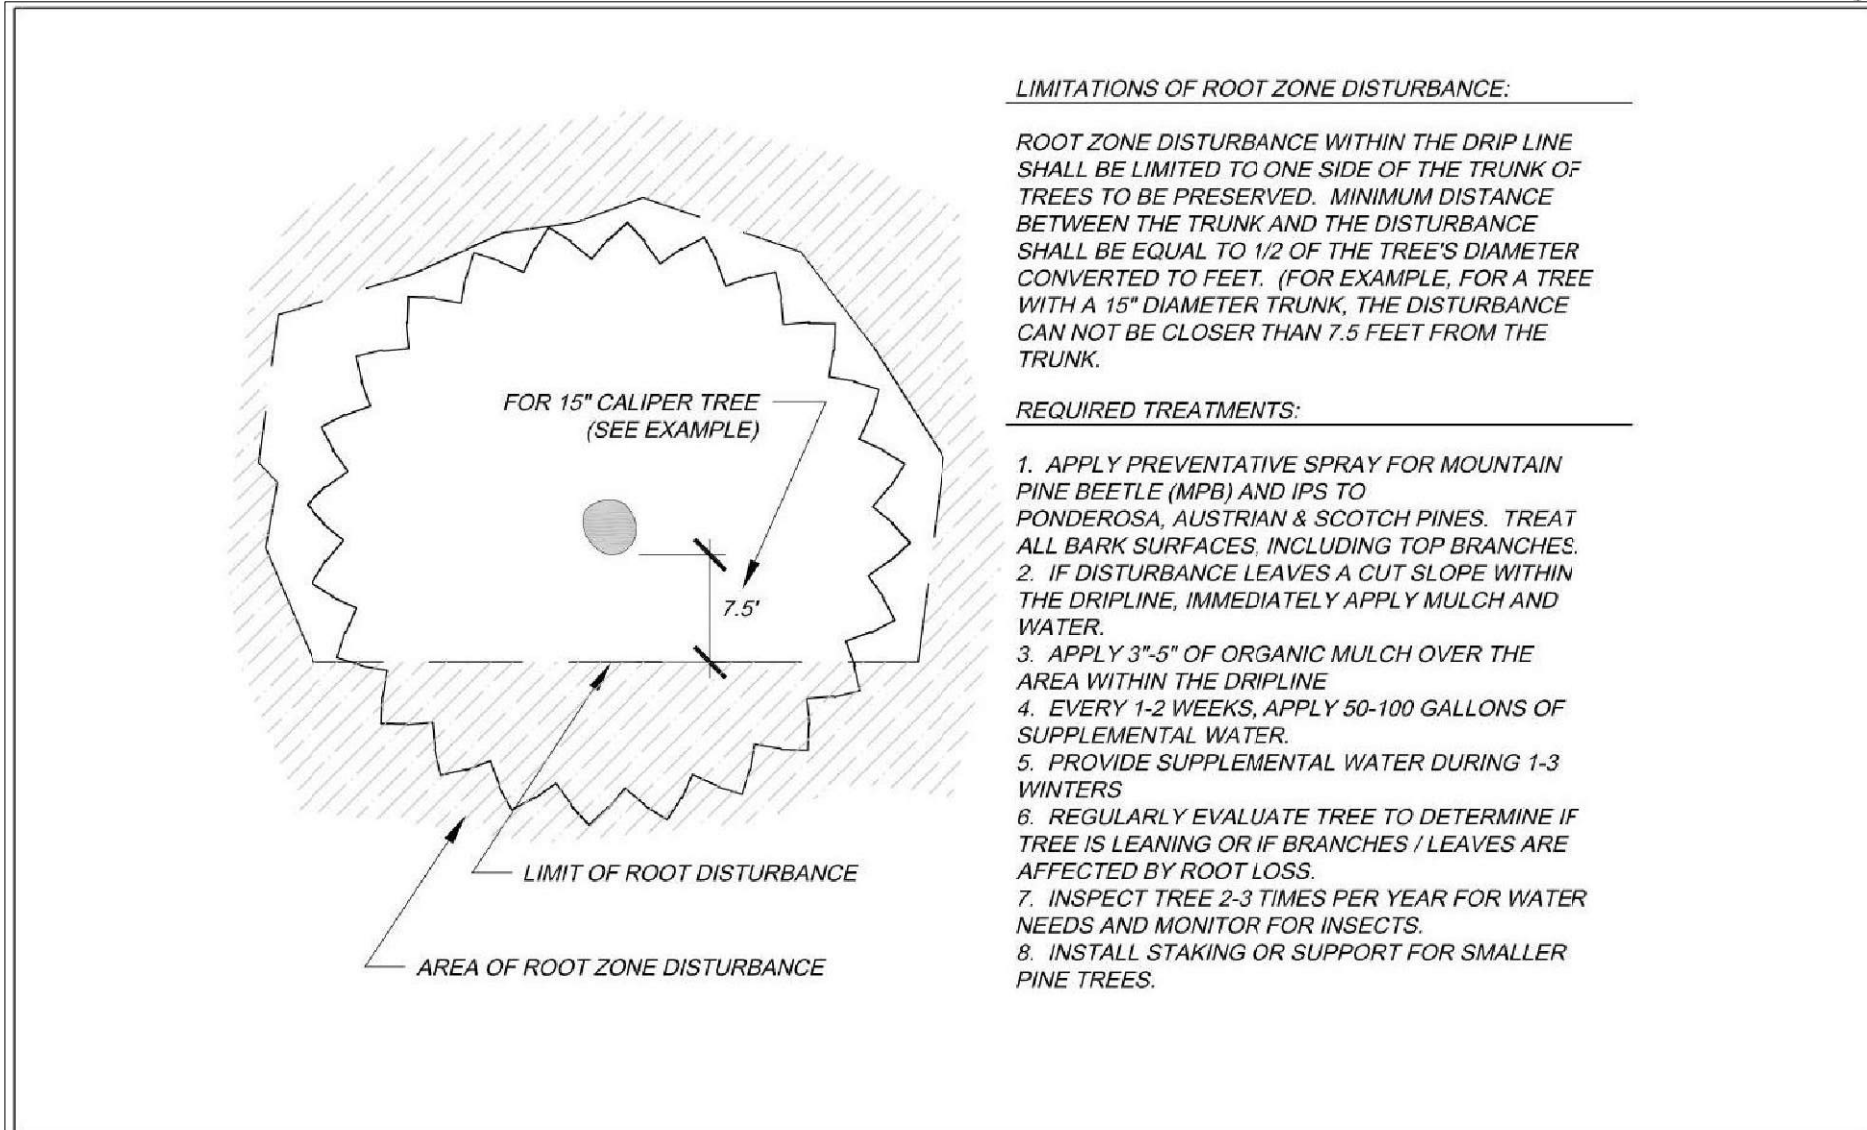 FOR 15" CALIPER TREE
(SEE EXAMPLE)
7.5'
LIMIT OF ROOT DISTURBANCE
AREA OF ROOT ZONE DISTURBANCE
LIMITATIONS OF ROOT ZONE DISTURBANCE:
ROOT ZONE DISTURBANCE WITHIN THE DRIP LINE
SHALL BE LIMITED TO ONE SIDE OF THE TRUNK OF
TREES TO BE PRESERVED. MINIMUM DISTANCE
BETWEEN THE TRUNK AND THE DISTURBANCE
SHALL BE EQUAL TO 1/2 OF THE TREE'S DIAMETER
CONVERTED TO FEET. (FOR EXAMPLE, FOR A TREE
WITH A 15" DIAMETER TRUNK, THE DISTURBANCE
CAN NOT BE CLOSER THAN 7.5 FEET FROM THE
TRUNK.
REQUIRED TREATMENTS:
1. APPLY PREVENTATIVE SPRAY FOR MOUNTAIN
PINE BEETLE (MPB) AND IPS TO
PONDEROSA, AUSTRIAN & SCOTCH PINES. TREAT
ALL BARK SURFACES, INCLUDING TOP BRANCHES.
2. IF DISTURBANCE LEAVES A CUT SLOPE WITHIN
THE DRIPLINE, IMMEDIATELY APPLY MULCH AND
WATER.
3. APPLY 3"-5" OF ORGANIC MULCH OVER THE
AREA WITHIN THE DRIPLINE
4. EVERY 1-2 WEEKS, APPLY 50-100 GALLONS OF
SUPPLEMENTAL WATER.
5. PROVIDE SUPPLEMENTAL WATER DURING 1-3
WINTERS
6. REGULARLY EVALUATE TREE TO DETERMINE IF
TREE IS LEANING OR IF BRANCHES / LEAVES ARE
AFFECTED BY ROOT LOSS.
7. INSPECT TREE 2-3 TIMES PER YEAR FOR WATER
NEEDS AND MONITOR FOR INSECTS.
8. INSTALL STAKING OR SUPPORT FOR SMALLER
PINE TREES.